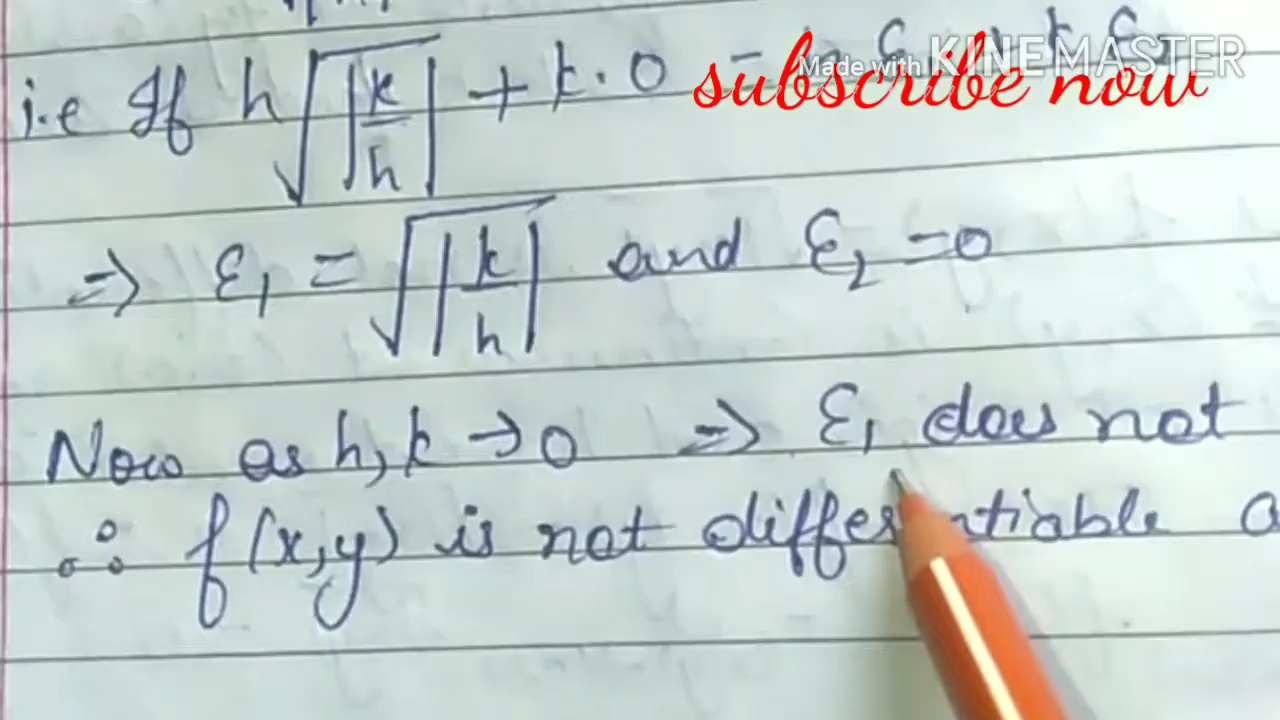 i.e If h√|k/h| + k·0 =
Made with KINEMASTER
subscribe now
=> ε₁ = √|k/h| and ε₂ = 0
Now as h, k → 0 => ε₁ does not
∴ f(x,y) is not differentiable